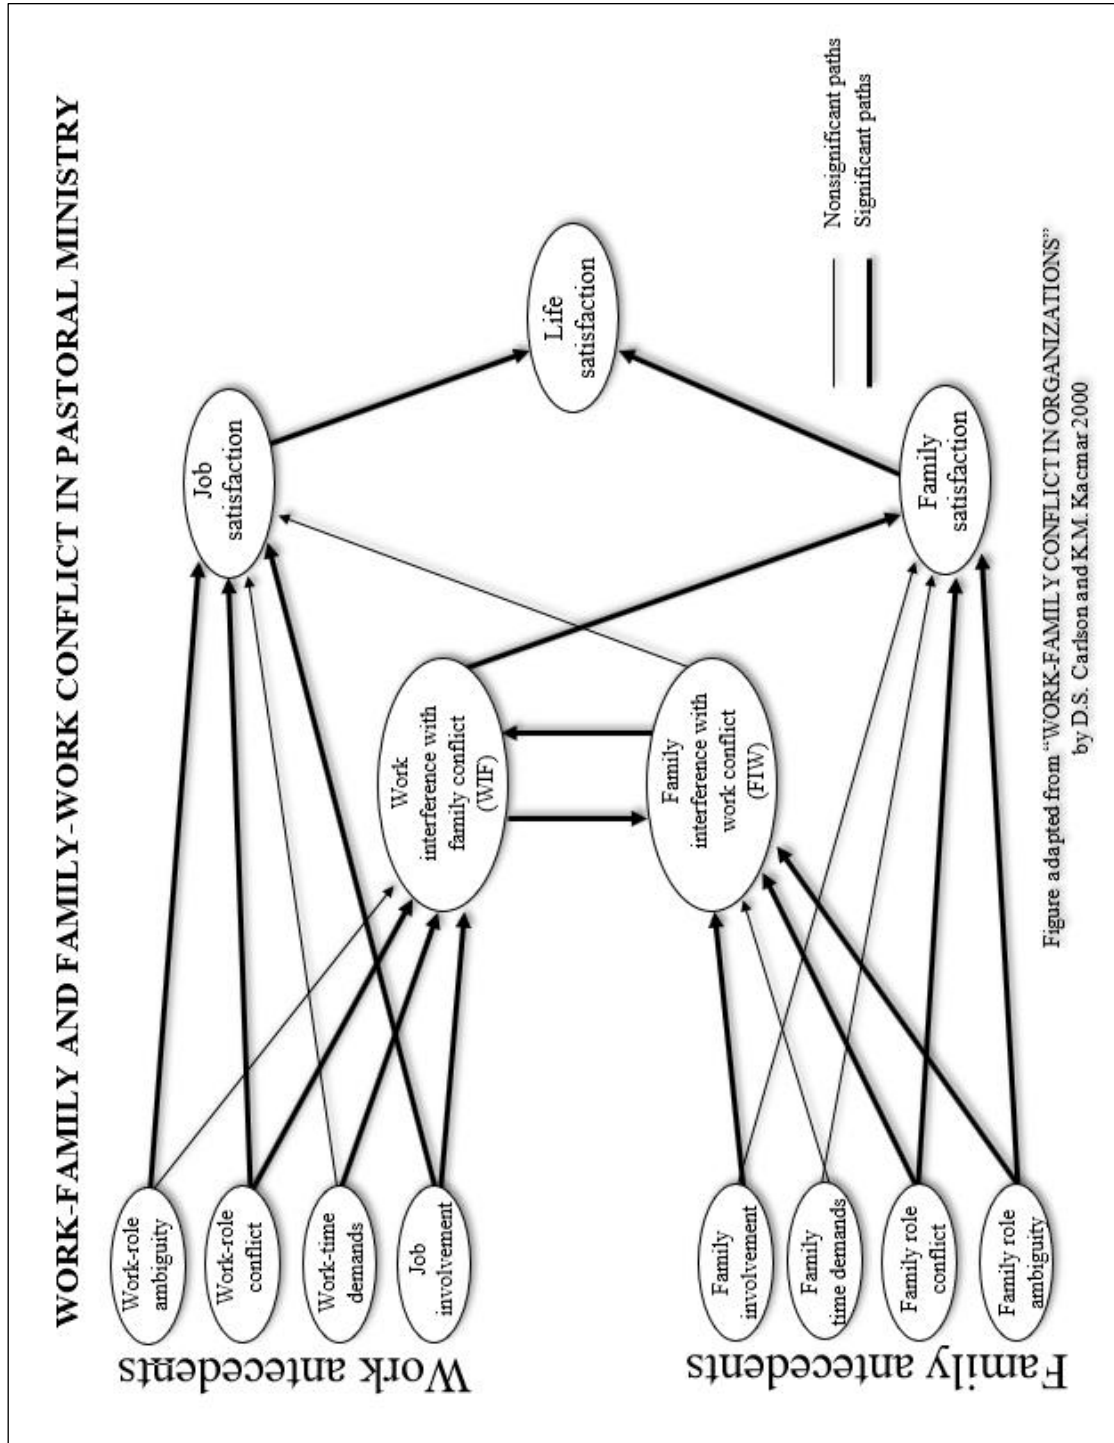 WORK-FAMILY AND FAMILY-WORK CONFLICT IN PASTORAL MINISTRY
Work antecedents
Work-role
ambiguity
Work-role
conflict
Work-time
demands
Job
involvement
Family antecedents
Family
involvement
Family
time demands
Family role
conflict
Family role
ambiguity
Work
interference with
family conflict
(WIF)
Family
interference with
work conflict
(FIW)
Job
satisfaction
Family
satisfaction
Life
satisfaction
Nonsignificant paths
Significant paths
Figure adapted from “WORK-FAMILY CONFLICT IN ORGANIZATIONS”
by D.S. Carlson and K.M. Kacmar 2000